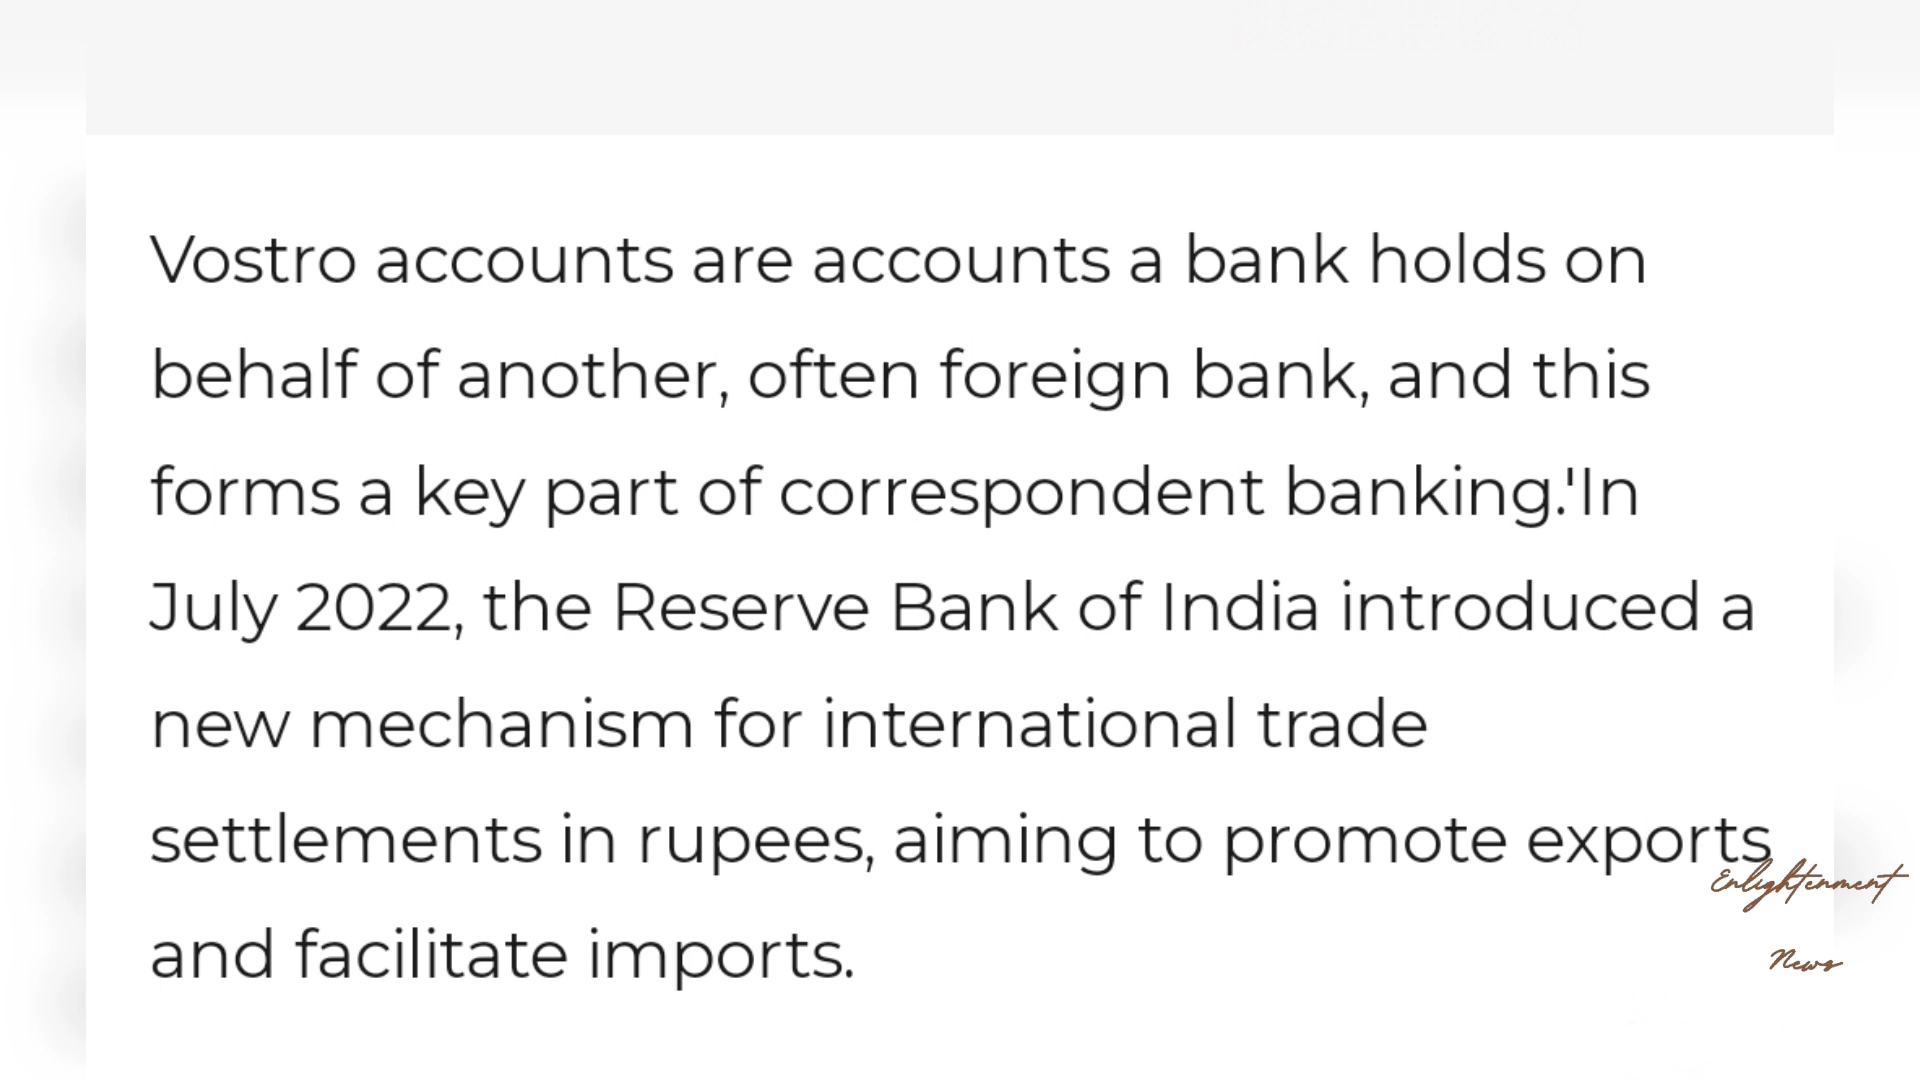 Vostro accounts are accounts a bank holds on
behalf of another, often foreign bank, and this
forms a key part of correspondent banking.'In
July 2022, the Reserve Bank of India introduced a
new mechanism for international trade
settlements in rupees, aiming to promote exports
and facilitate imports.
Enlightenment
News